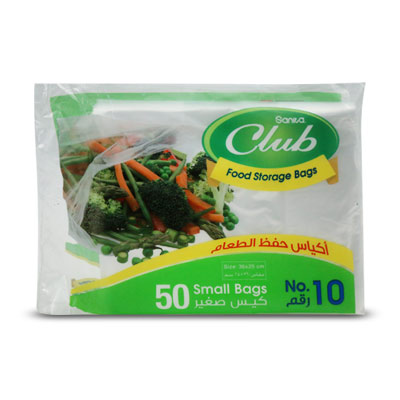 Sanita
Club
Food Storage Bags
أكياس حفظ الطعام
50 Small Bags
كيس صغير
No. 10
رقم